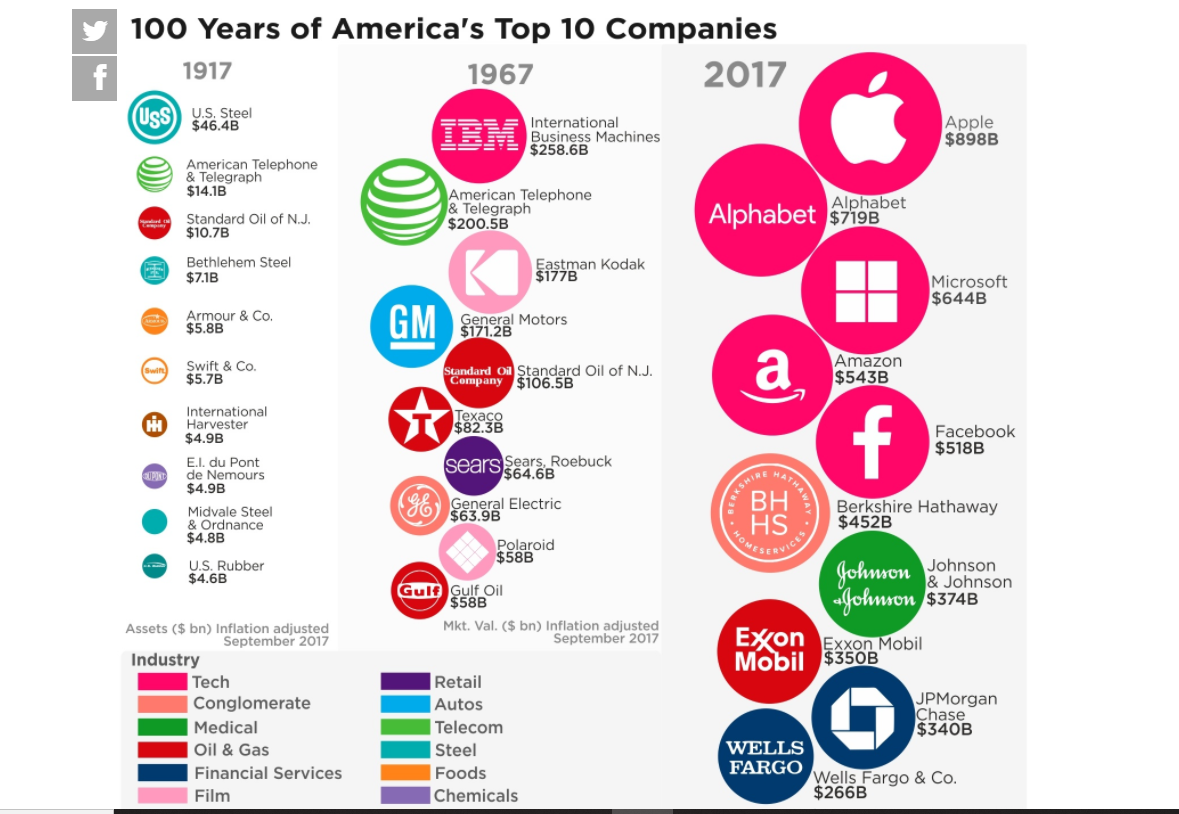 100 Years of America's Top 10 Companies
1917
USS
U.S. Steel
$46.4B
American Telephone
& Telegraph
$14.1B
Standard Oil
Company
Standard Oil of N.J.
$10.7B
Bethlehem Steel
$7.1B
Armour & Co.
$5.8B
Swift
Swift & Co.
$5.7B
International
Harvester
$4.9B
E.I. du Pont
de Nemours
$4.9B
Midvale Steel
& Ordnance
$4.8B
U.S. Rubber
$4.6B
Assets ($ bn) Inflation adjusted
September 2017
1967
IBM
International
Business Machines
$258.6B
American Telephone
& Telegraph
$200.5B
K
Eastman Kodak
$177B
GM
General Motors
$171.2B
Standard Oil
Company
Standard Oil of N.J.
$106.5B
T
Texaco
$82.3B
sears
Sears, Roebuck
$64.6B
GE
General Electric
$63.9B
Polaroid
$58B
Gulf
Gulf Oil
$58B
Mkt. Val. ($ bn) Inflation adjusted
September 2017
2017
Apple
$898B
Alphabet
Alphabet
$719B
Microsoft
$644B
a
Amazon
$543B
f
Facebook
$518B
BERKSHIRE HATHAWAY
BH
HS
HOMESERVICES
Berkshire Hathaway
$452B
Johnson
&Johnson
Johnson
& Johnson
$374B
Exxon
Mobil
Exxon Mobil
$350B
JPMorgan
Chase
$340B
WELLS
FARGO
Wells Fargo & Co.
$266B
Industry
Tech
Conglomerate
Medical
Oil & Gas
Financial Services
Film
Retail
Autos
Telecom
Steel
Foods
Chemicals